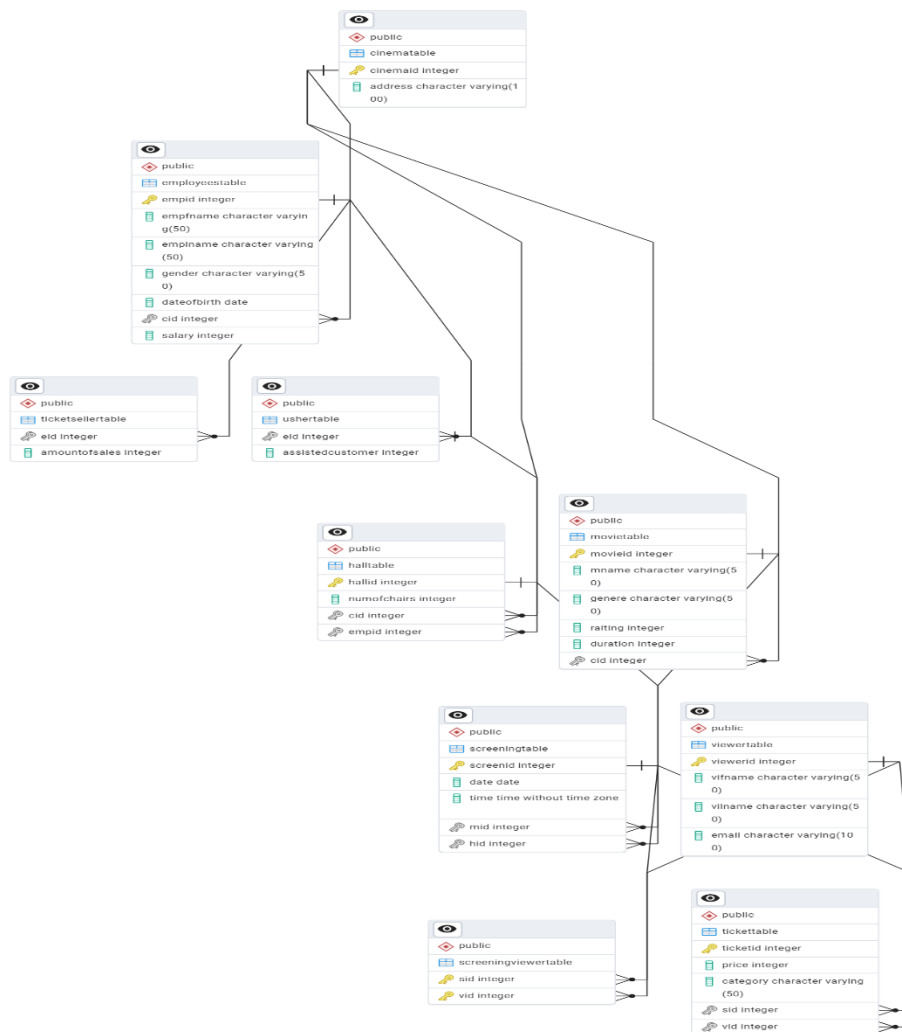 public
cinematable
cinemaid integer
address character varying(1
00)
public
employeestable
empid integer
empfname character varyin
g(50)
emplname character varying
(50)
gender character varying(5
0)
dateofbirth date
cid integer
salary integer
public
ticketsellertable
eid integer
amountofsales integer
public
ushertable
eid integer
assistedcustomer integer
public
halltable
hallid integer
numofchairs integer
cid integer
empid integer
public
movietable
movieid integer
mname character varying(5
0)
genere character varying(5
0)
raiting integer
duration integer
cid integer
public
screeningtable
screenid integer
date date
time time without time zone
mid integer
hid integer
public
viewertable
viewerid integer
vifname character varying(5
0)
vilname character varying(5
0)
email character varying(10
0)
public
screeningviewertable
sid integer
vid integer
public
tickettable
ticketid integer
price integer
category character varying
(50)
sid integer
vid integer